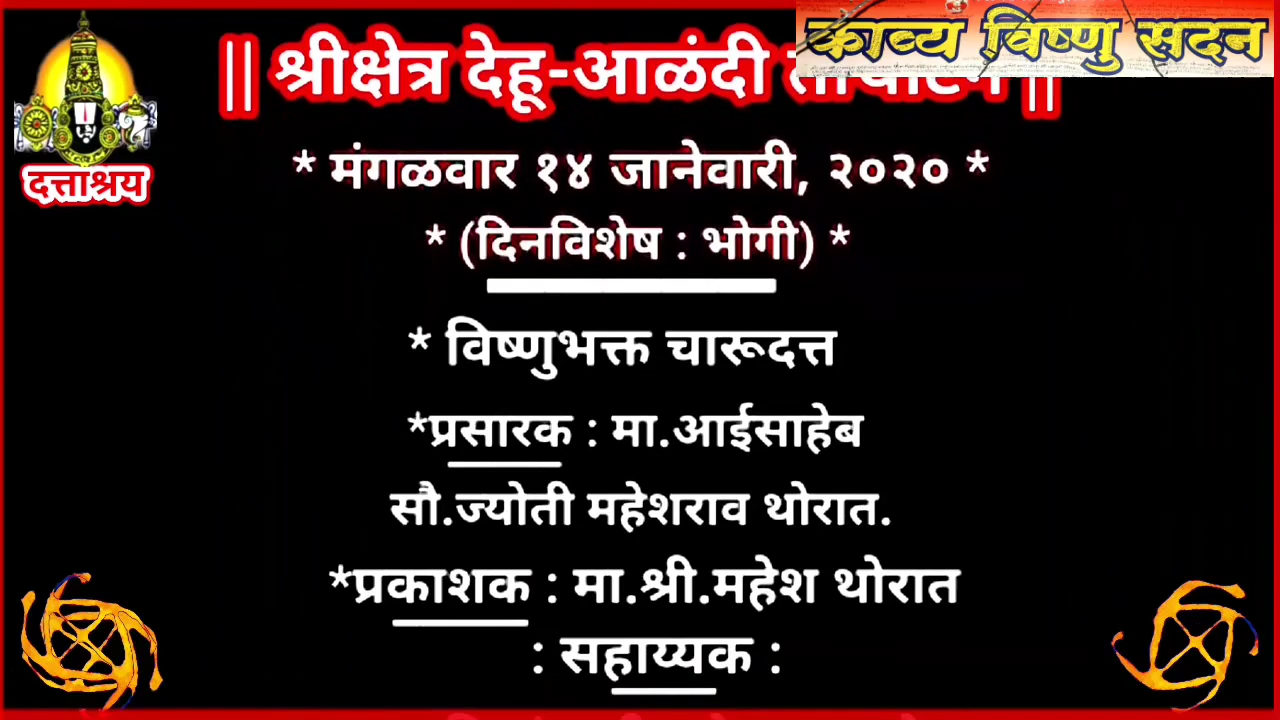 काव्य विष्णु सदन
|| श्रीक्षेत्र देहू-आळंदी ||
दत्ताश्रय
* मंगळवार १४ जानेवारी, २०२० *
* (दिनविशेष : भोगी) *
* विष्णुभक्त चारूदत्त
*प्रसारक : मा.आईसाहेब
सौ.ज्योती महेशराव थोरात.
*प्रकाशक : मा.श्री.महेश थोरात
: सहाय्यक :